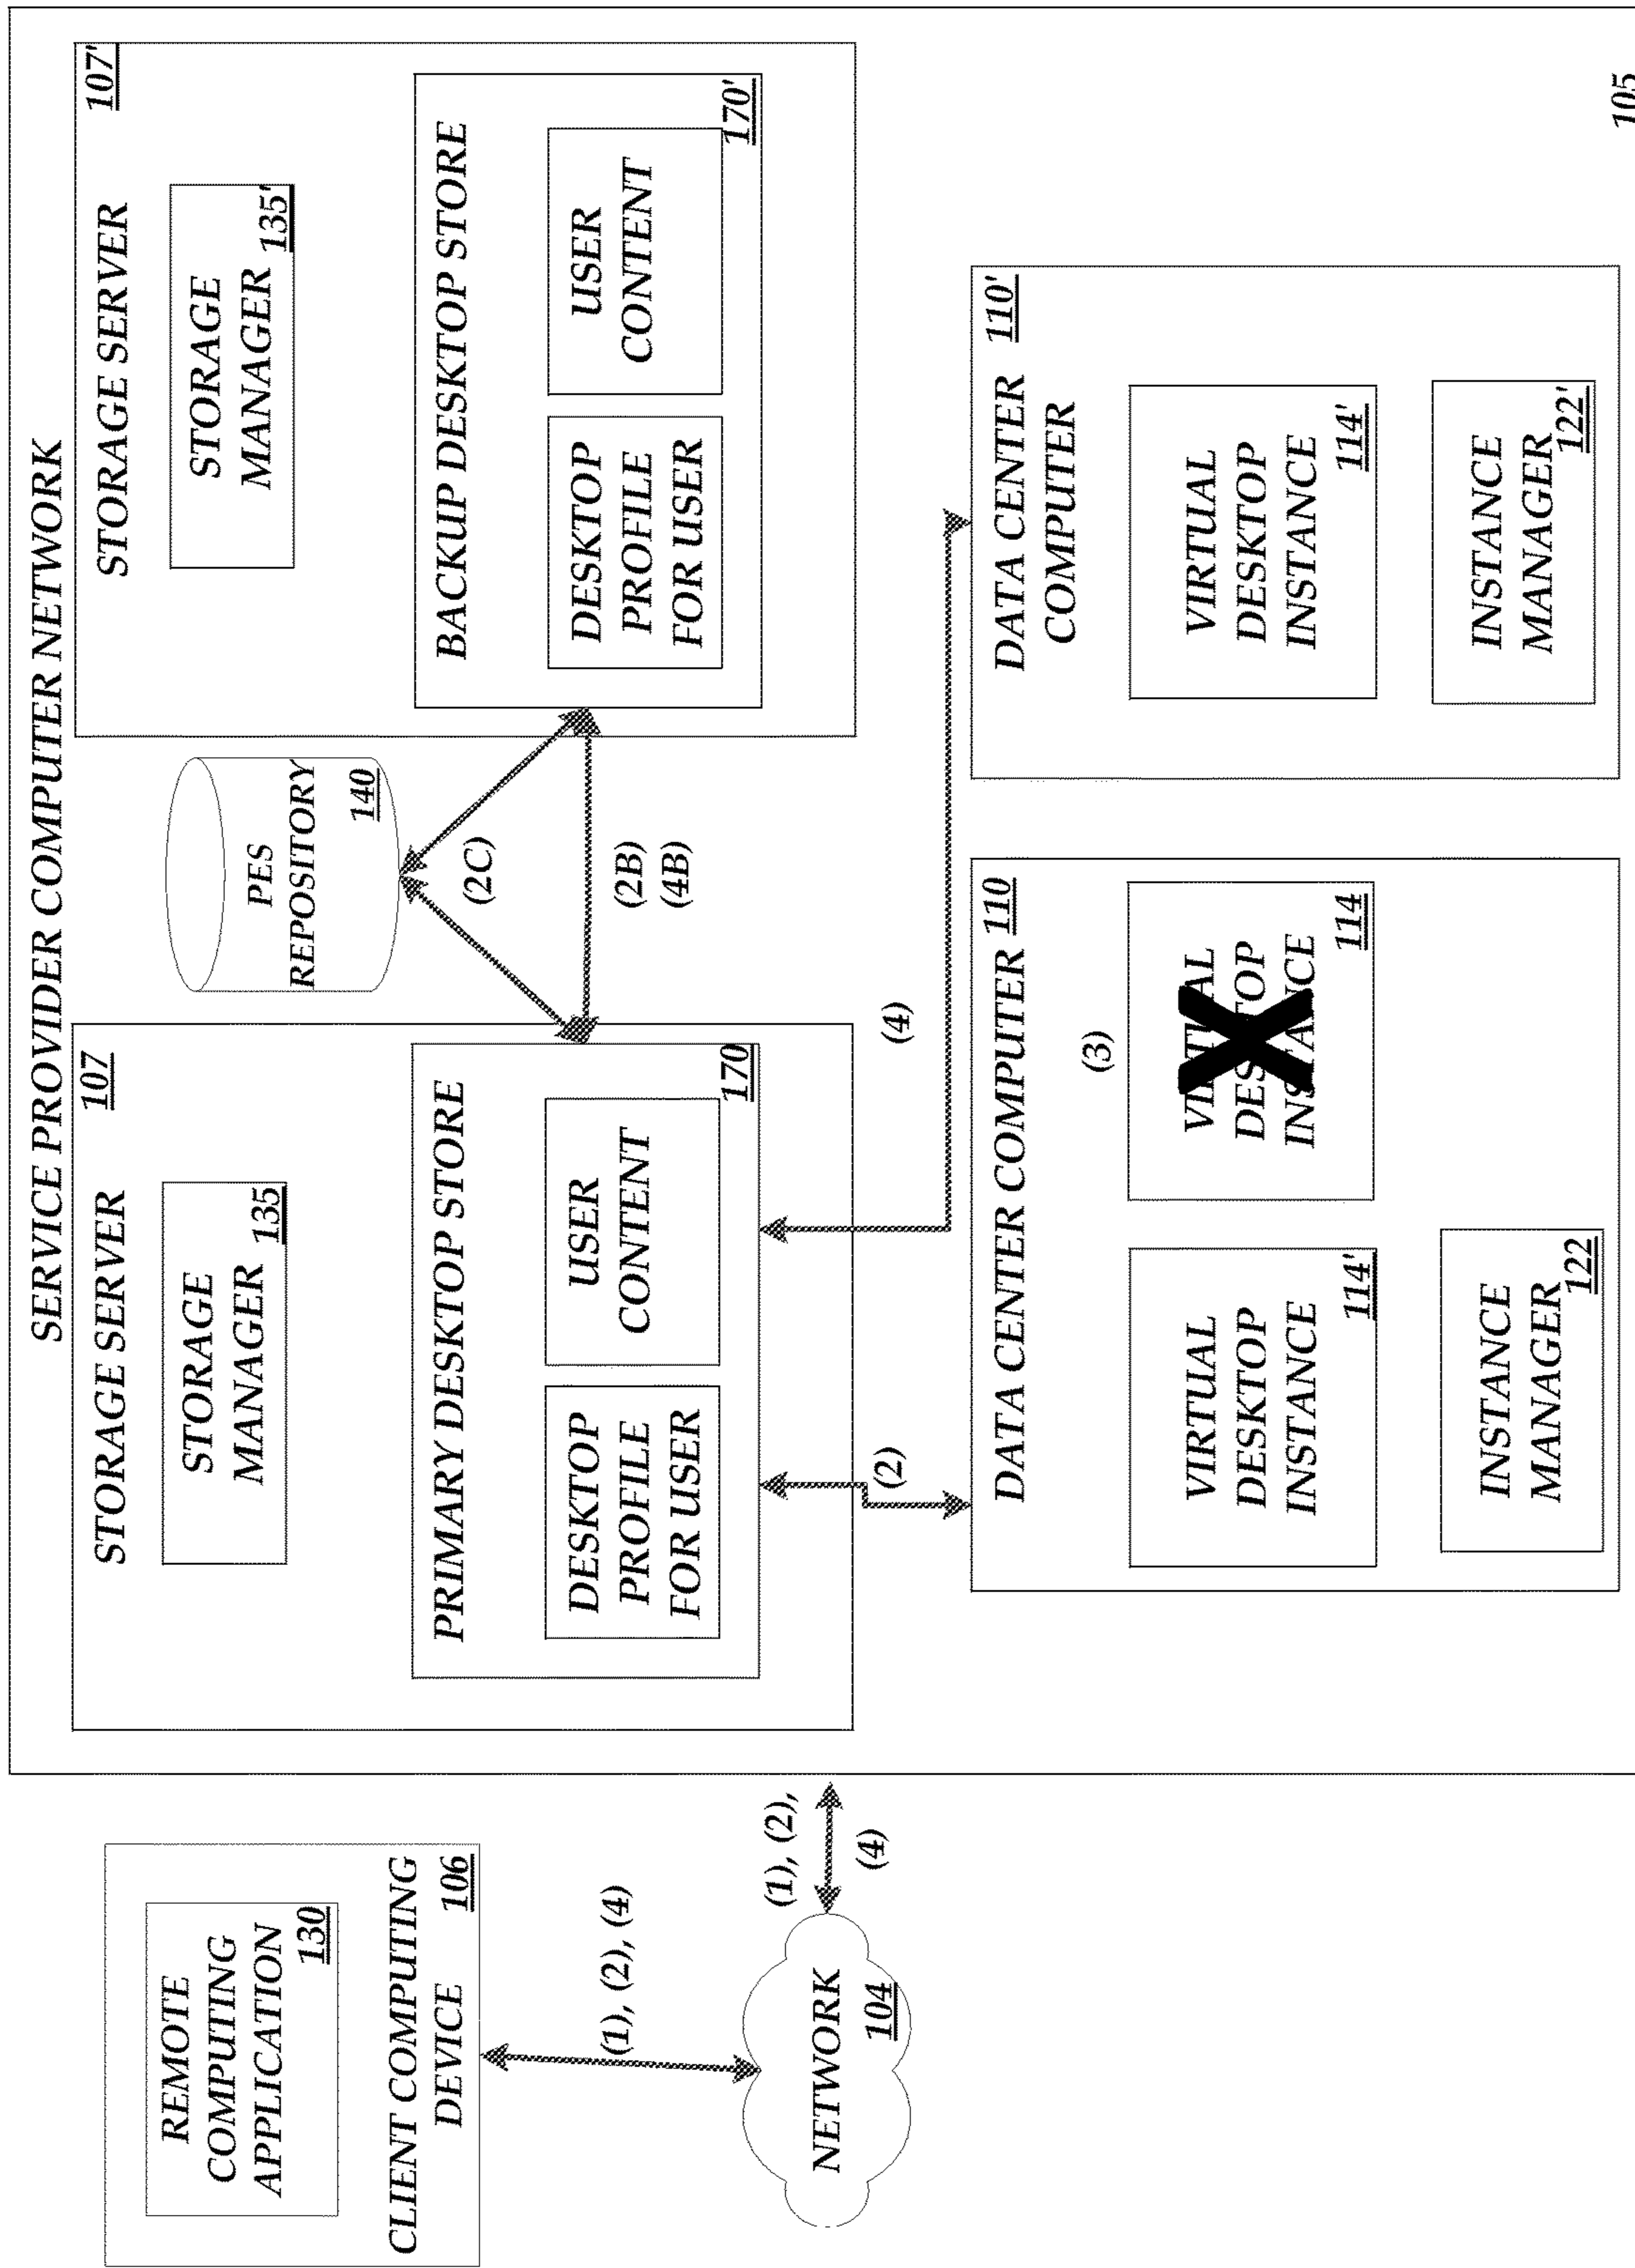 SERVICE PROVIDER COMPUTER NETWORK
REMOTE
COMPUTING
APPLICATION
130
CLIENT COMPUTING
DEVICE
106
(1), (2), (4)
NETWORK
104
(1), (2),
(4)
STORAGE SERVER
107
STORAGE
MANAGER
135
PRIMARY DESKTOP STORE
DESKTOP
PROFILE
FOR USER
USER
CONTENT
170
PES
REPOSITORY
140
(2C)
(2B)
(4B)
STORAGE SERVER
107'
STORAGE
MANAGER
135'
BACKUP DESKTOP STORE
DESKTOP
PROFILE
FOR USER
USER
CONTENT
170'
(2)
(4)
DATA CENTER COMPUTER
110
VIRTUAL
DESKTOP
INSTANCE
114'
(3)
VIRTUAL
DESKTOP
INSTANCE
114
INSTANCE
MANAGER
122
DATA CENTER
COMPUTER
110'
VIRTUAL
DESKTOP
INSTANCE
114'
INSTANCE
MANAGER
122'
105